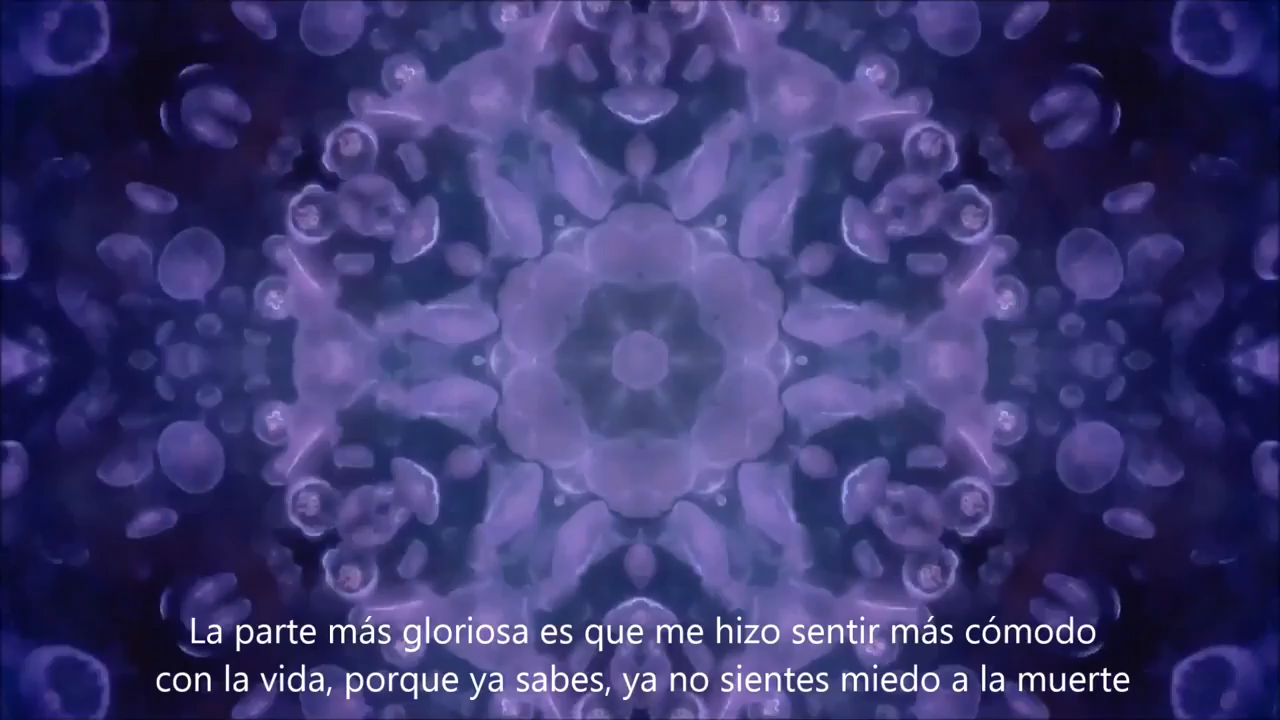 La parte más gloriosa es que me hizo sentir más cómodo
con la vida, porque ya sabes, ya no sientes miedo a la muerte